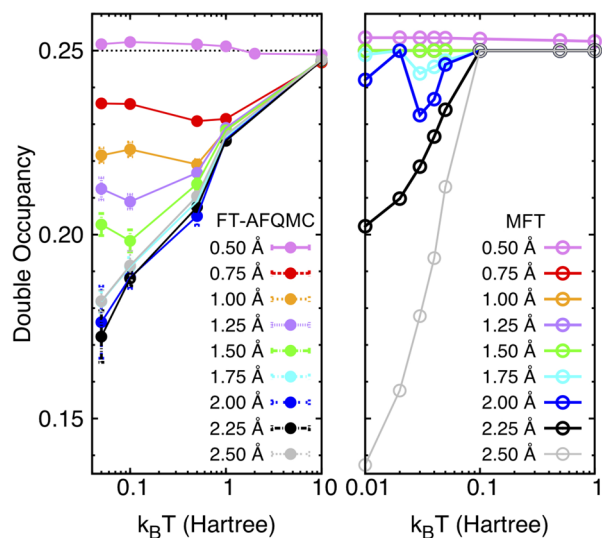 Double Occupancy
0.25
0.20
0.15
FT-AFQMC
0.50 Å
0.75 Å
1.00 Å
1.25 Å
1.50 Å
1.75 Å
2.00 Å
2.25 Å
2.50 Å
0.1
1
10
k_BT (Hartree)
MFT
0.50 Å
0.75 Å
1.00 Å
1.25 Å
1.50 Å
1.75 Å
2.00 Å
2.25 Å
2.50 Å
0.01
0.1
1
k_BT (Hartree)